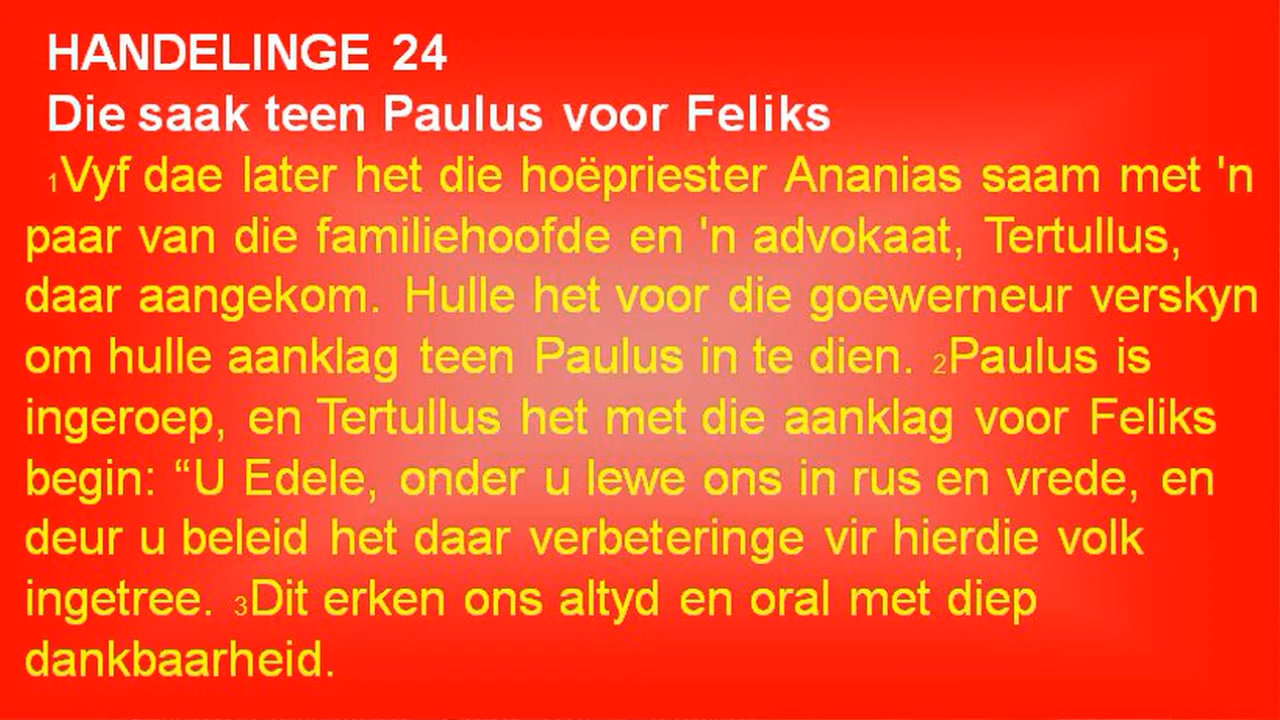 HANDELINGE 24
Die saak teen Paulus voor Feliks
1Vyf dae later het die hoëpriester Ananias saam met 'n
paar van die familiehoofde en 'n advokaat, Tertullus,
daar aangekom. Hulle het voor die goewerneur verskyn
om hulle aanklag teen Paulus in te dien. 2Paulus is
ingeroep, en Tertullus het met die aanklag voor Feliks
begin: “U Edele, onder u lewe ons in rus en vrede, en
deur u beleid het daar verbeteringe vir hierdie volk
ingetree. 3Dit erken ons altyd en oral met diep
dankbaarheid.